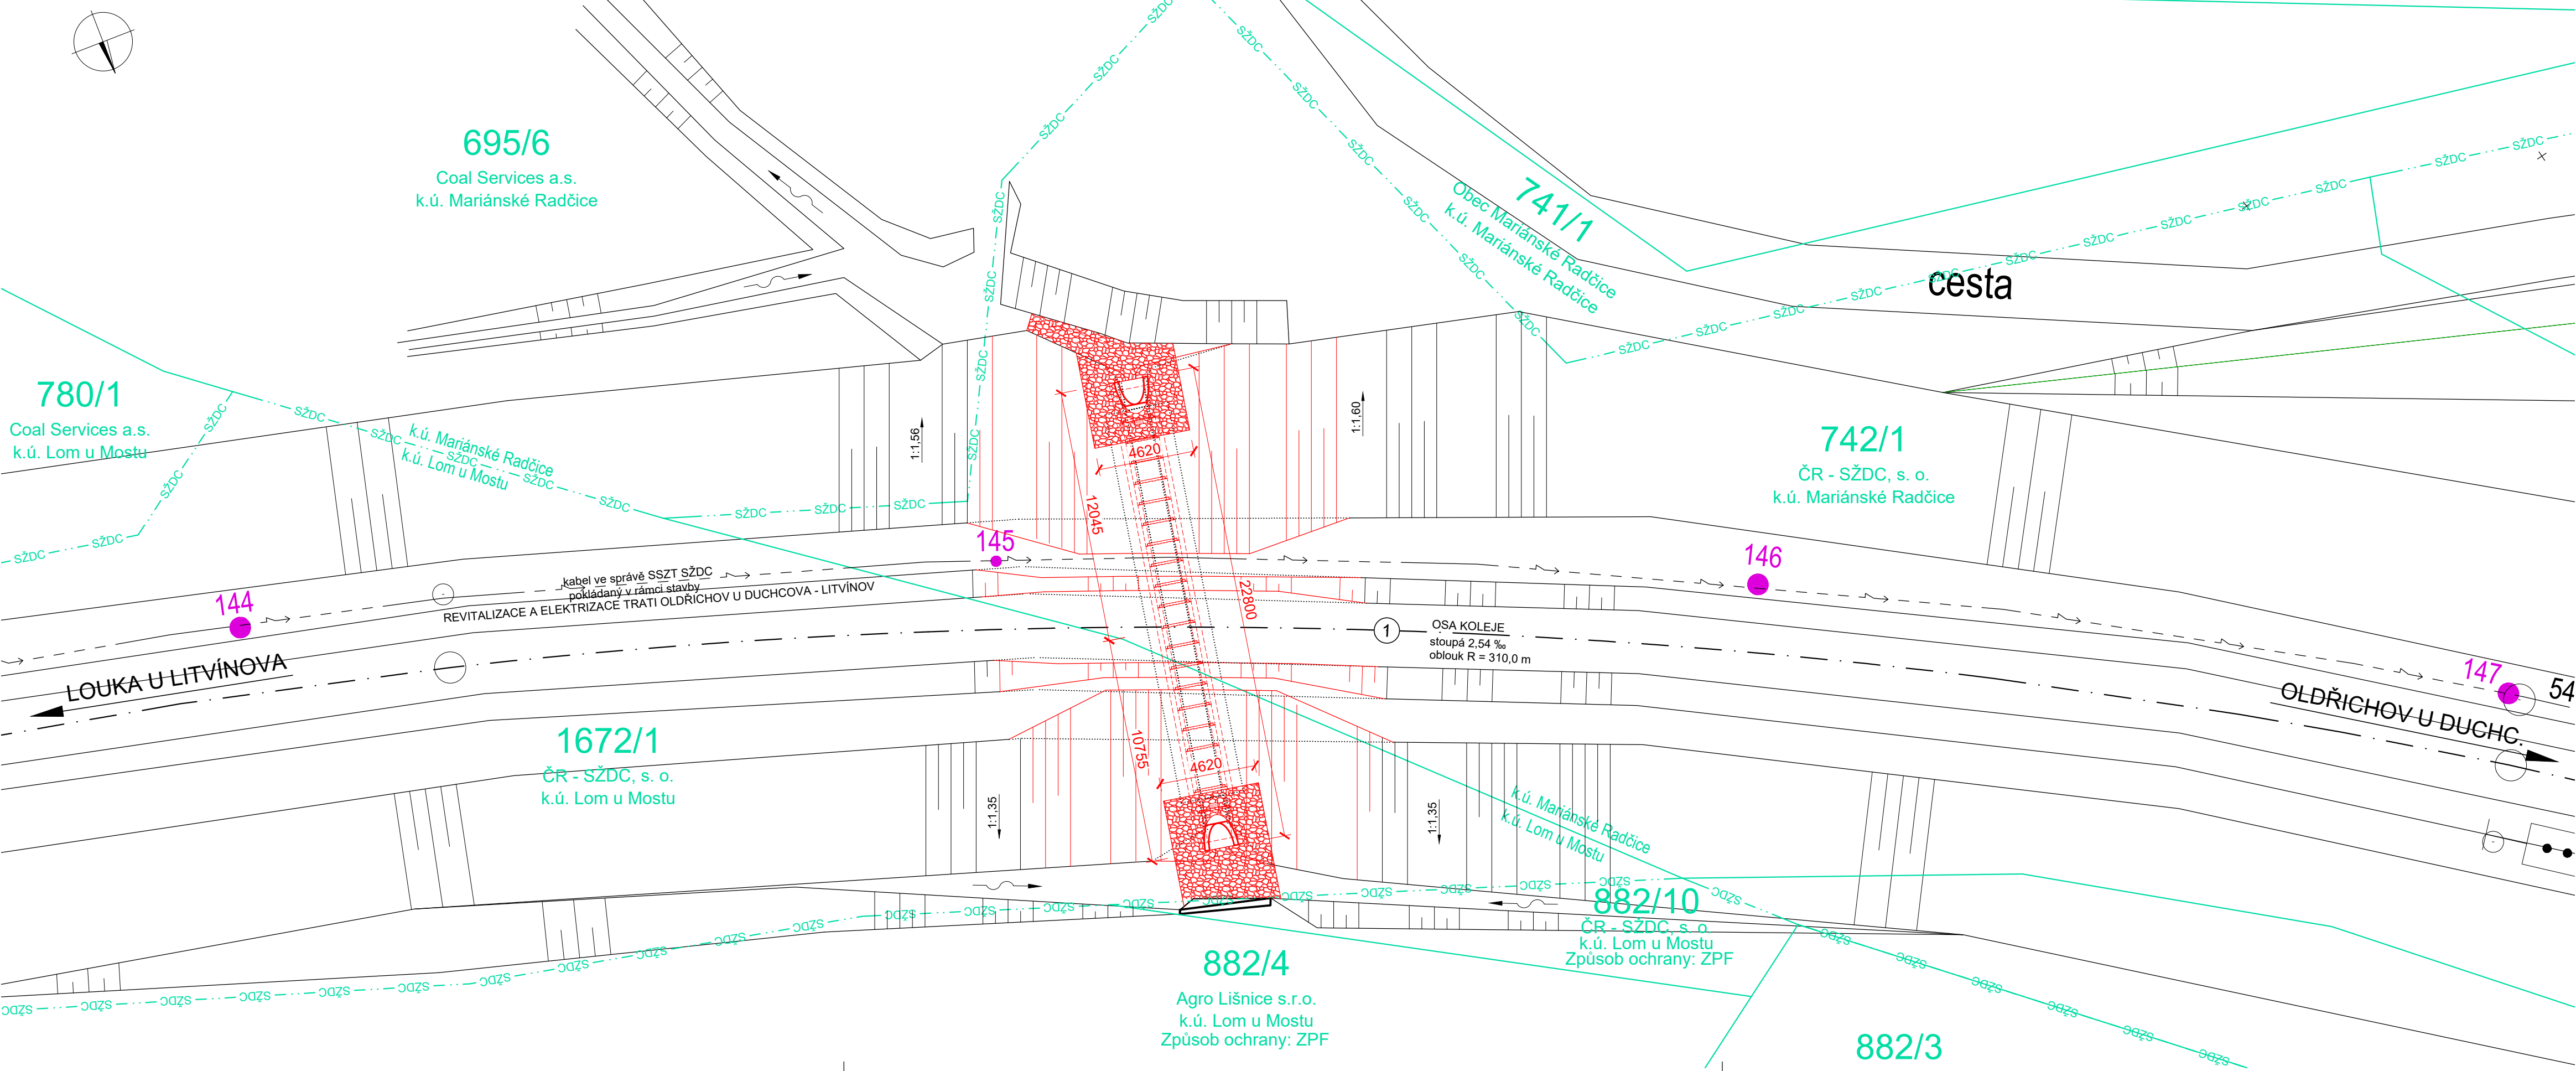 695/6
Coal Services a.s.
k.ú. Mariánské Radčice
741/1
Obec Mariánské Radčice
k.ú. Mariánské Radčice
cesta
780/1
Coal Services a.s.
k.ú. Lom u Mostu
k.ú. Mariánské Radčice
k.ú. Lom u Mostu
1:1,56
1:1,60
742/1
ČR - SŽDC, s. o.
k.ú. Mariánské Radčice
4620
12045
22800
10755
4620
144
145
146
147
54
kabel ve správě SSZT SŽDC
pokládaný v rámci stavby
REVITALIZACE A ELEKTRIZACE TRATI OLDŘICHOV U DUCHCOVA - LITVÍNOV
1
OSA KOLEJE
stoupá 2,54 ‰
oblouk R = 310,0 m
LOUKA U LITVÍNOVA
OLDŘICHOV U DUCHC.
1672/1
ČR - SŽDC, s. o.
k.ú. Lom u Mostu
1:1,35
1:1,35
k.ú. Mariánské Radčice
k.ú. Lom u Mostu
882/10
ČR - SŽDC, s. o.
k.ú. Lom u Mostu
Způsob ochrany: ZPF
882/4
Agro Lišnice s.r.o.
k.ú. Lom u Mostu
Způsob ochrany: ZPF
882/3
SŽDC